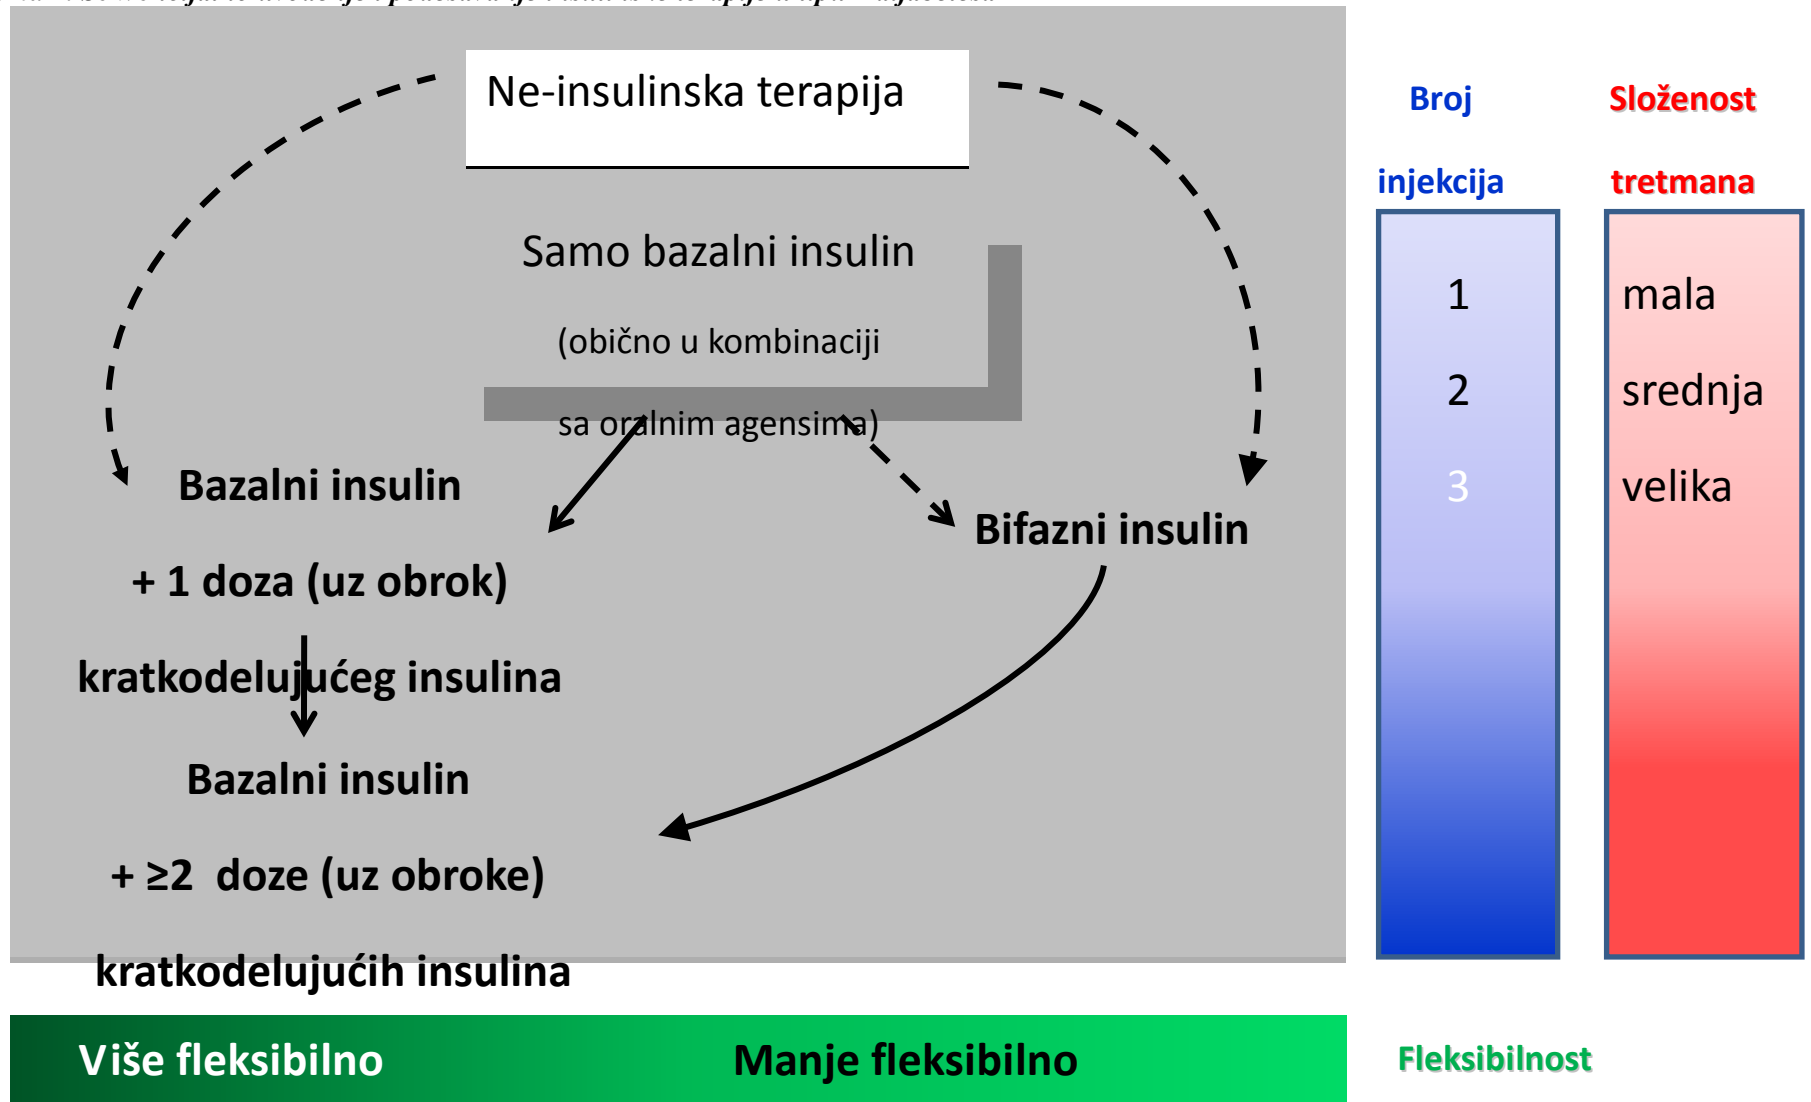 Ne-insulinska terapija
Samo bazalni insulin
(obično u kombinaciji
sa oralnim agensima)
Bazalni insulin
+ 1 doza (uz obrok)
kratkodelujućeg insulina
Bifazni insulin
Bazalni insulin
+ ≥2 doze (uz obroke)
kratkodelujućih insulina
Broj
injekcija
1
2
3
Složenost
tretmana
mala
srednja
velika
Više fleksibilno
Manje fleksibilno
Fleksibilnost